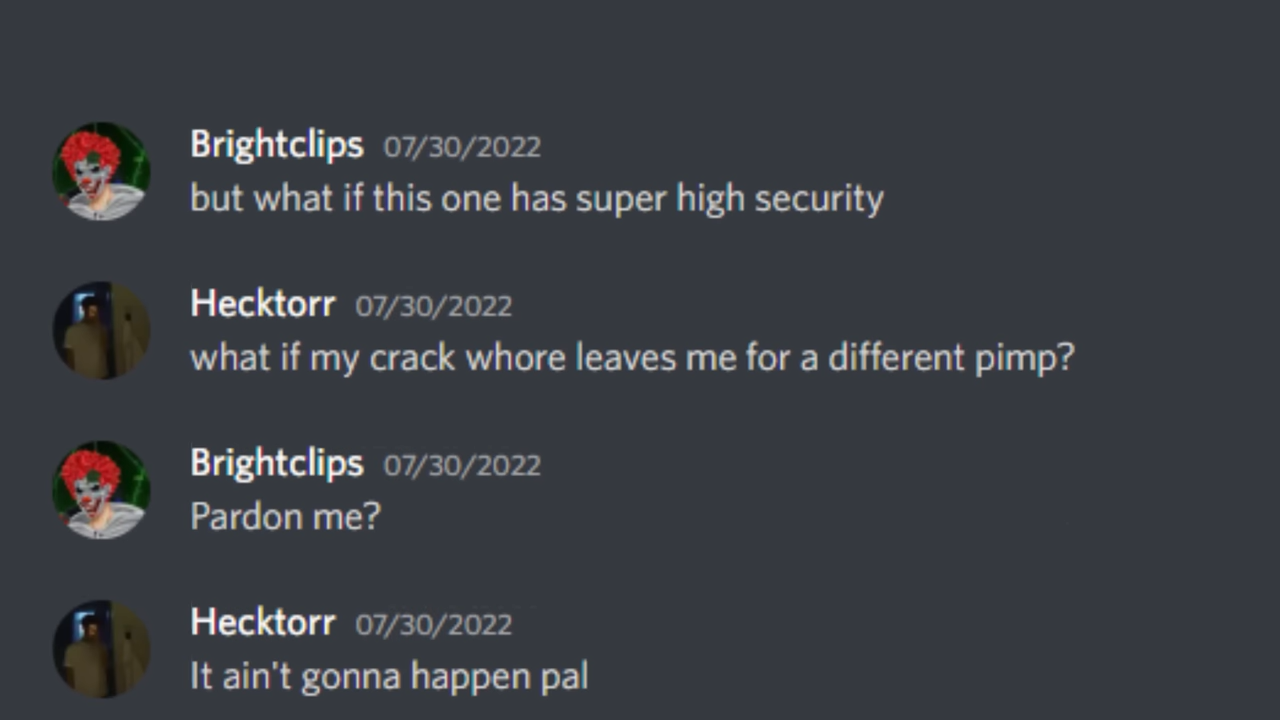 Brightclips 07/30/2022
but what if this one has super high security
Hecktorr 07/30/2022
what if my crack whore leaves me for a different pimp?
Brightclips 07/30/2022
Pardon me?
Hecktorr 07/30/2022
It ain't gonna happen pal